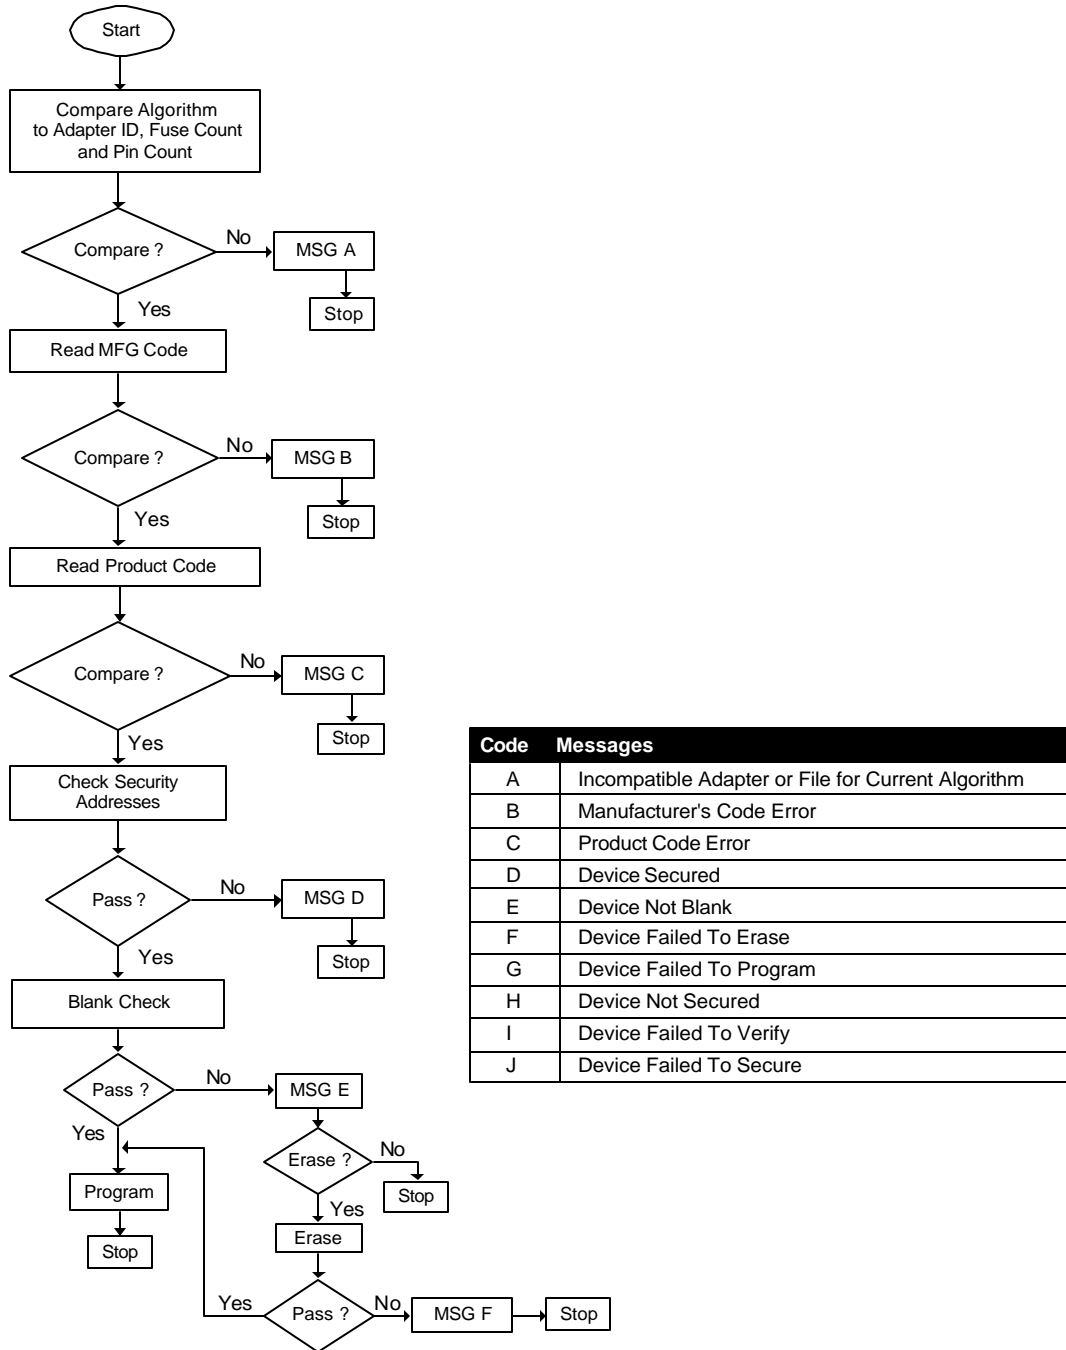 Start
Compare Algorithm
to Adapter ID, Fuse Count
and Pin Count
Compare ?
No
MSG A
Stop
Yes
Read MFG Code
Compare ?
No
MSG B
Stop
Yes
Read Product Code
Compare ?
No
MSG C
Stop
Yes
Check Security
Addresses
Pass ?
No
MSG D
Stop
Yes
Blank Check
Pass ?
No
MSG E
Yes
Erase ?
No
Stop
Program
Yes
Erase
Stop
Yes
Pass ?
No
MSG F
Stop
Code Messages
A Incompatible Adapter or File for Current Algorithm
B Manufacturer's Code Error
C Product Code Error
D Device Secured
E Device Not Blank
F Device Failed To Erase
G Device Failed To Program
H Device Not Secured
I Device Failed To Verify
J Device Failed To Secure